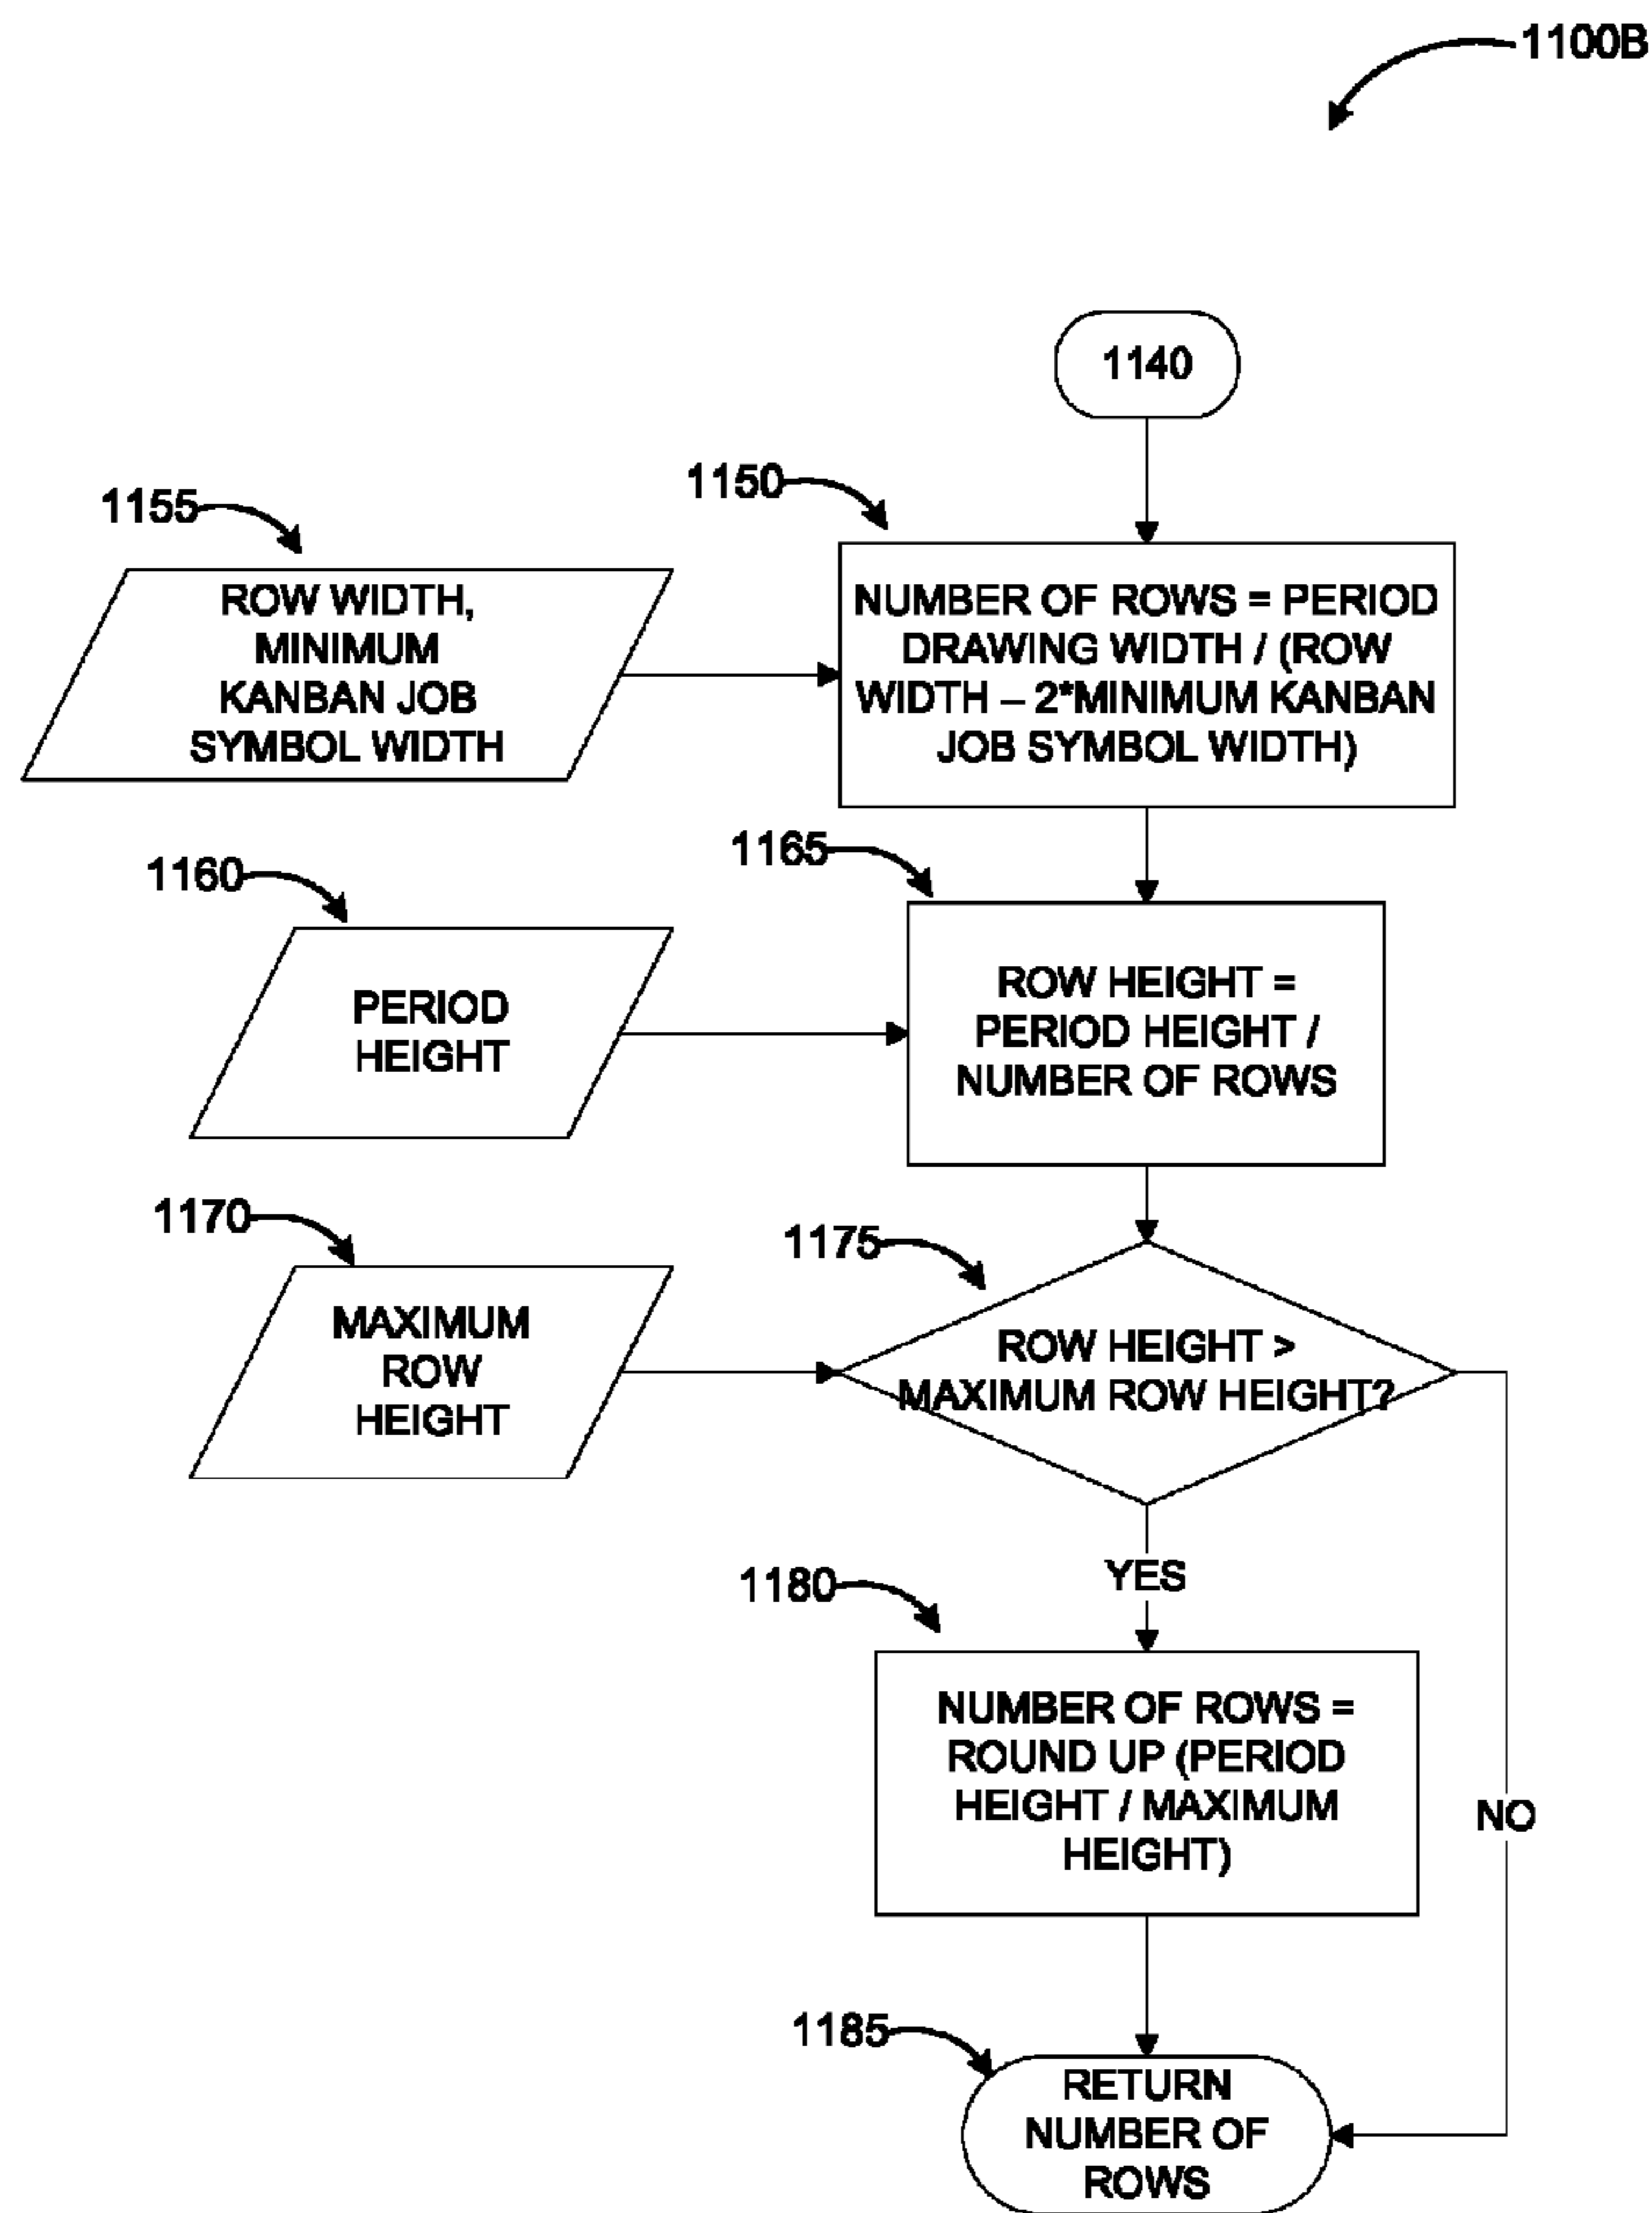 1100B
1140
1150
1155
ROW WIDTH,
MINIMUM
KANBAN JOB
SYMBOL WIDTH
NUMBER OF ROWS = PERIOD
DRAWING WIDTH / (ROW
WIDTH – 2*MINIMUM KANBAN
JOB SYMBOL WIDTH)
1165
1160
PERIOD
HEIGHT
ROW HEIGHT =
PERIOD HEIGHT /
NUMBER OF ROWS
1170
1175
MAXIMUM
ROW
HEIGHT
ROW HEIGHT >
MAXIMUM ROW HEIGHT?
YES
1180
NUMBER OF ROWS =
ROUND UP (PERIOD
HEIGHT / MAXIMUM
HEIGHT)
NO
1185
RETURN
NUMBER OF
ROWS